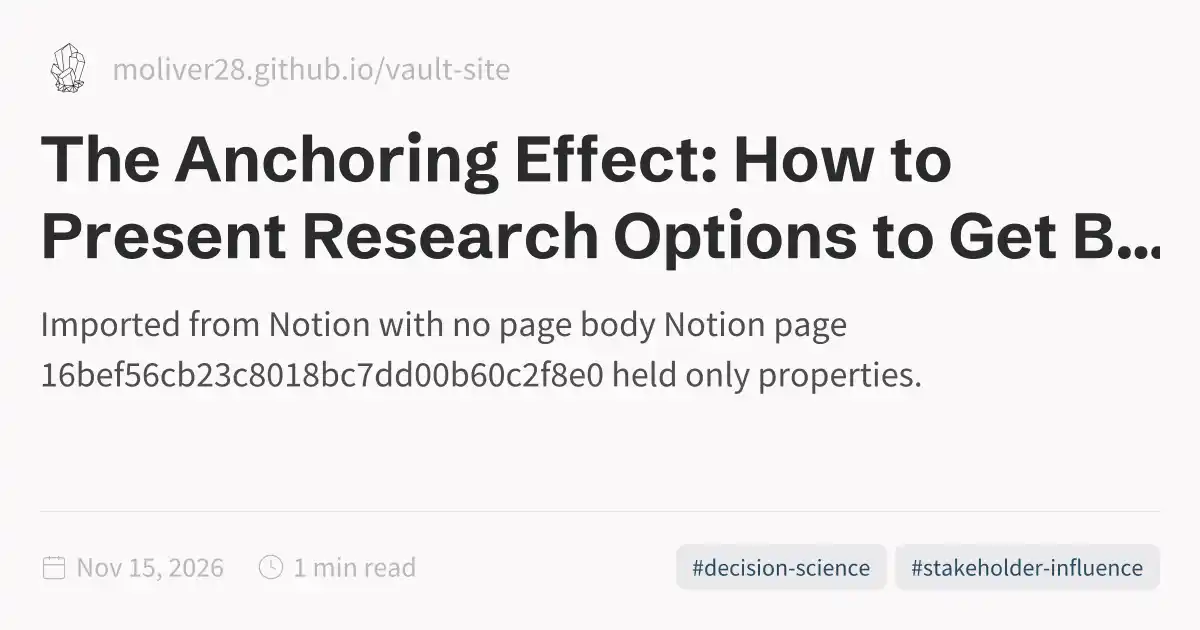 moliver28.github.io/vault-site
The Anchoring Effect: How to
Present Research Options to Get B...
Imported from Notion with no page body Notion page
16bef56cb23c8018bc7dd00b60c2f8e0 held only properties.
Nov 15, 2026 1 min read #decision-science #stakeholder-influence